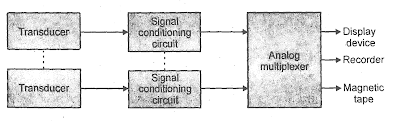 Transducer
Signal
conditioning
circuit
Analog
multiplexer
Display
device
Recorder
Magnetic
tape
Transducer
Signal
conditioning
circuit